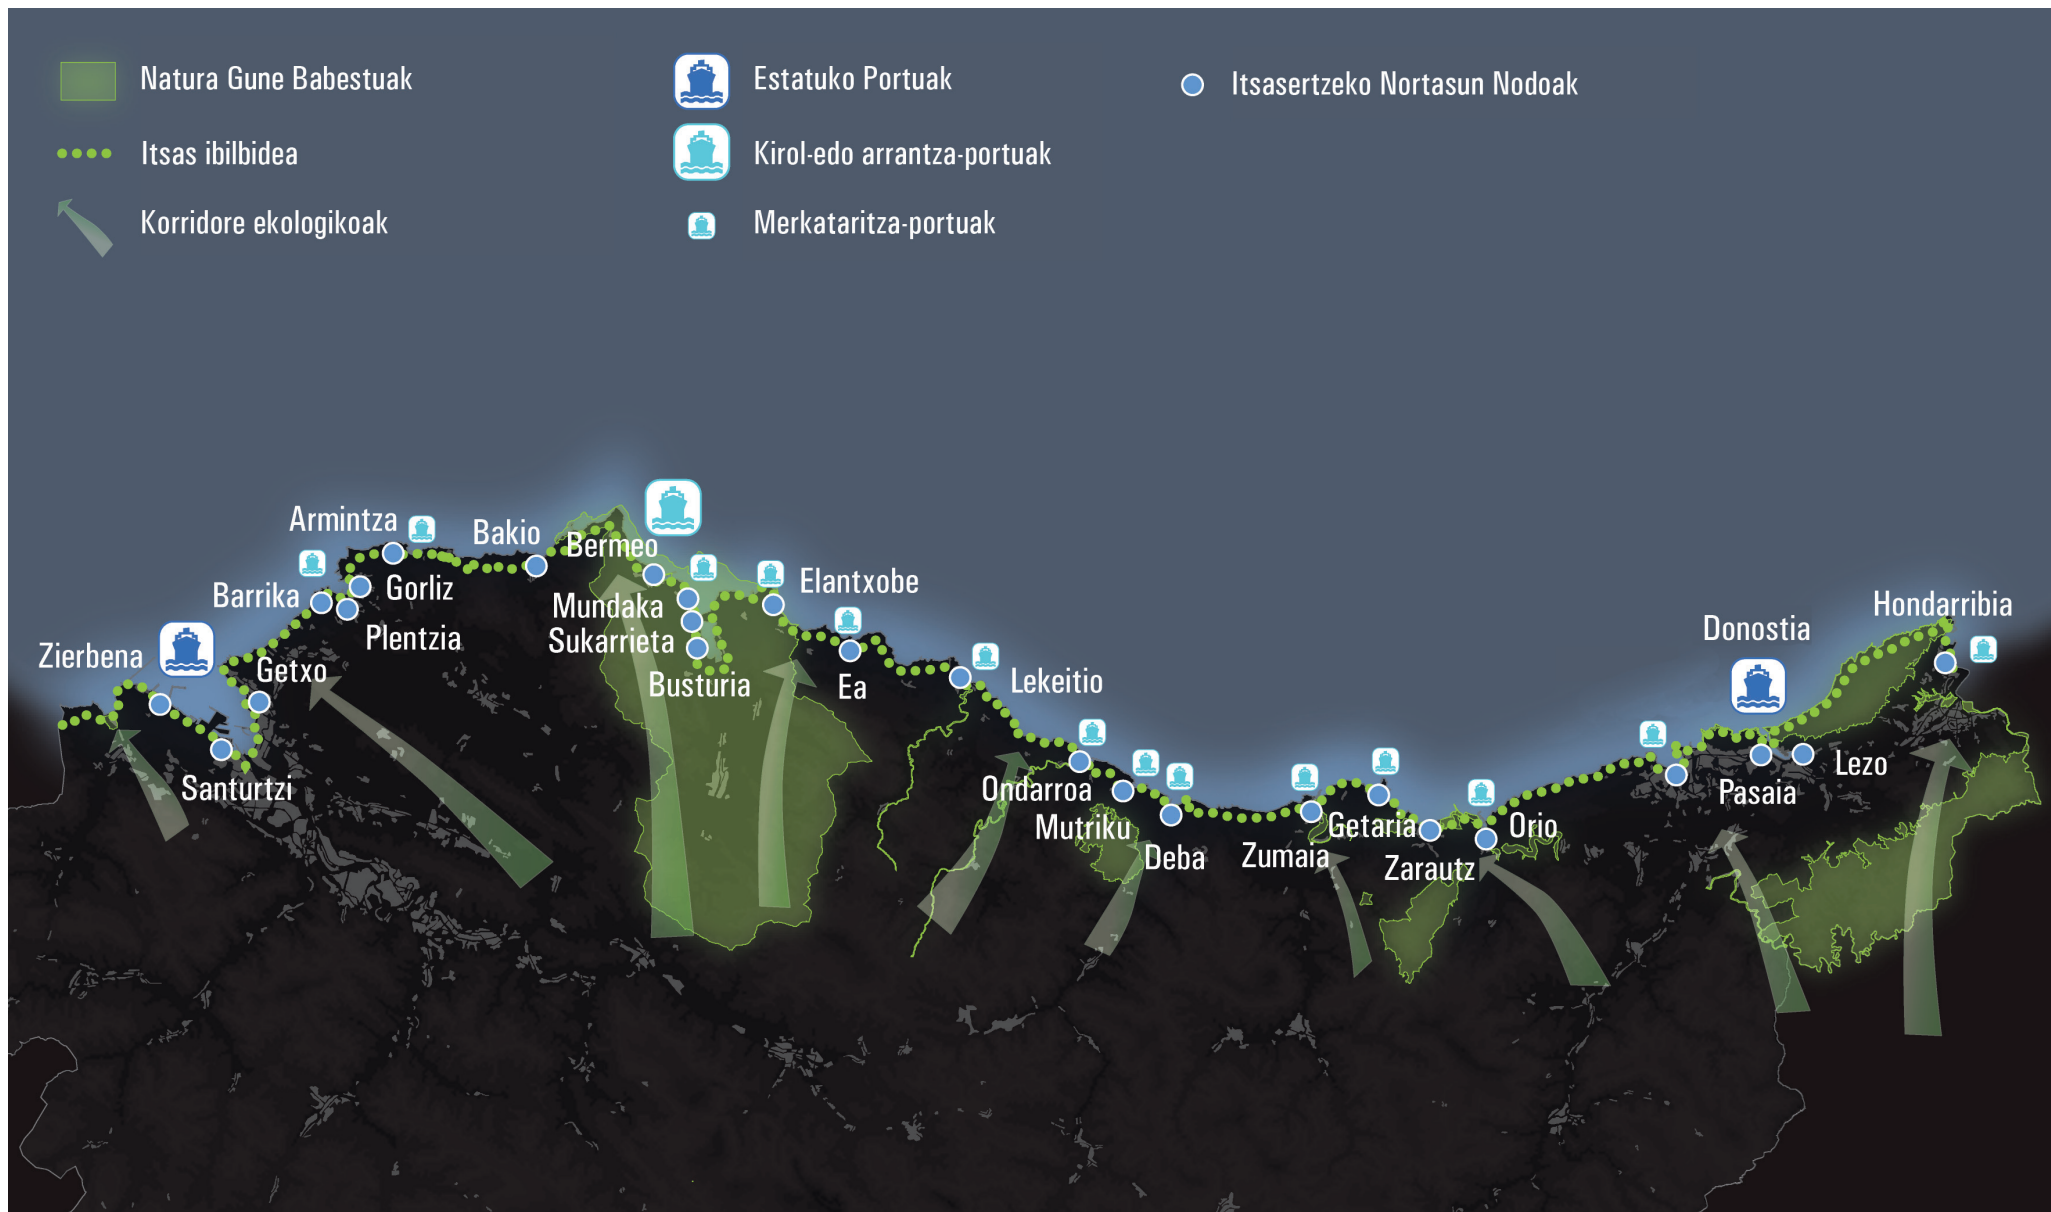 Natura Gune Babestuak
Itsas ibilbidea
Korridore ekologikoak
Estatuko Portuak
Kirol-edo arrantza-portuak
Merkataritza-portuak
Itsasertzeko Nortasun Nodoak
Armintza
Bakio
Bermeo
Barrika
Gorliz
Mundaka
Elantxobe
Plentzia
Sukarrieta
Zierbena
Getxo
Busturia
Ea
Lekeitio
Santurtzi
Ondarroa
Mutriku
Deba
Zumaia
Getaria
Zarautz
Orio
Donostia
Hondarribia
Pasaia
Lezo